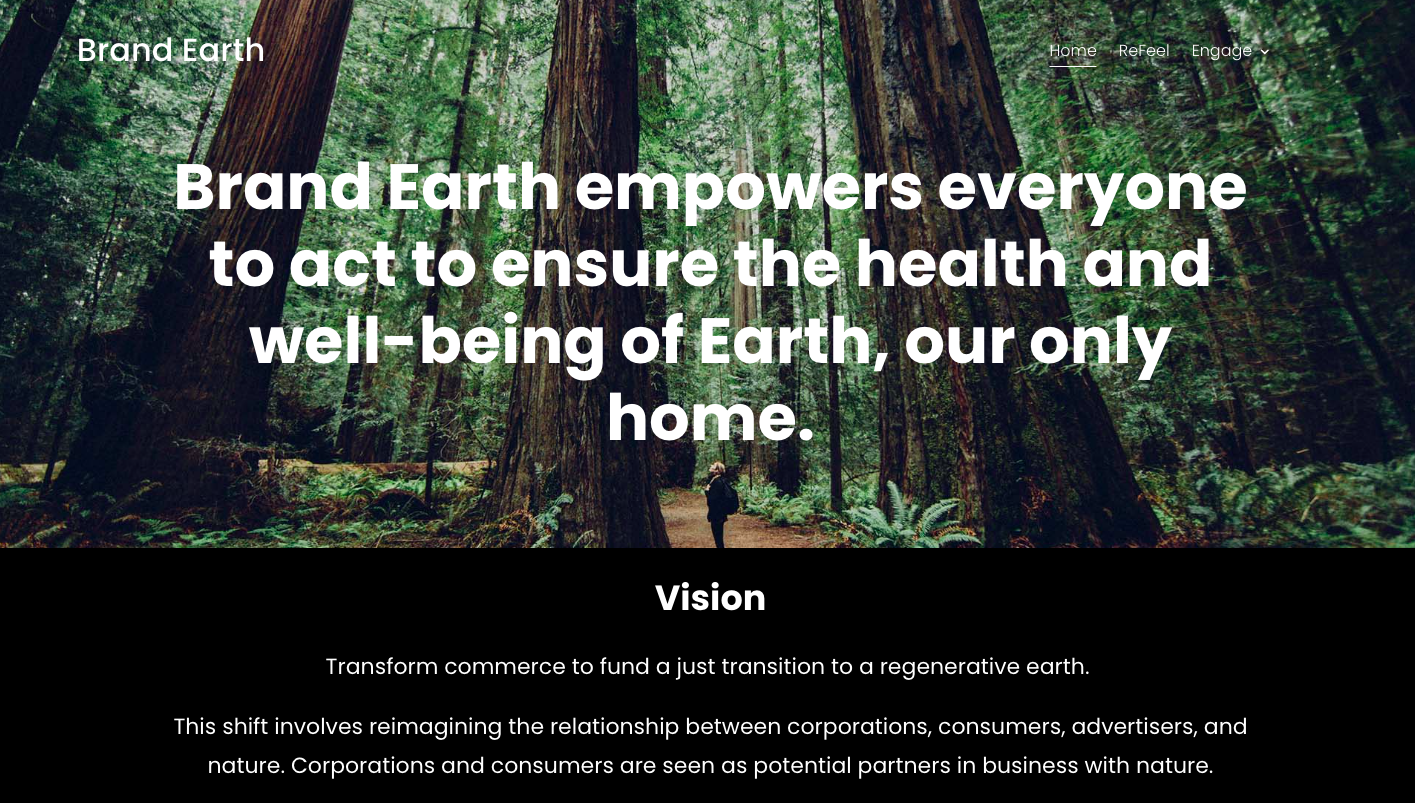 Brand Earth
Home ReFeel Engage
Brand Earth empowers everyone
to act to ensure the health and
well-being of Earth, our only
home.
Vision
Transform commerce to fund a just transition to a regenerative earth.
This shift involves reimagining the relationship between corporations, consumers, advertisers, and
nature. Corporations and consumers are seen as potential partners in business with nature.